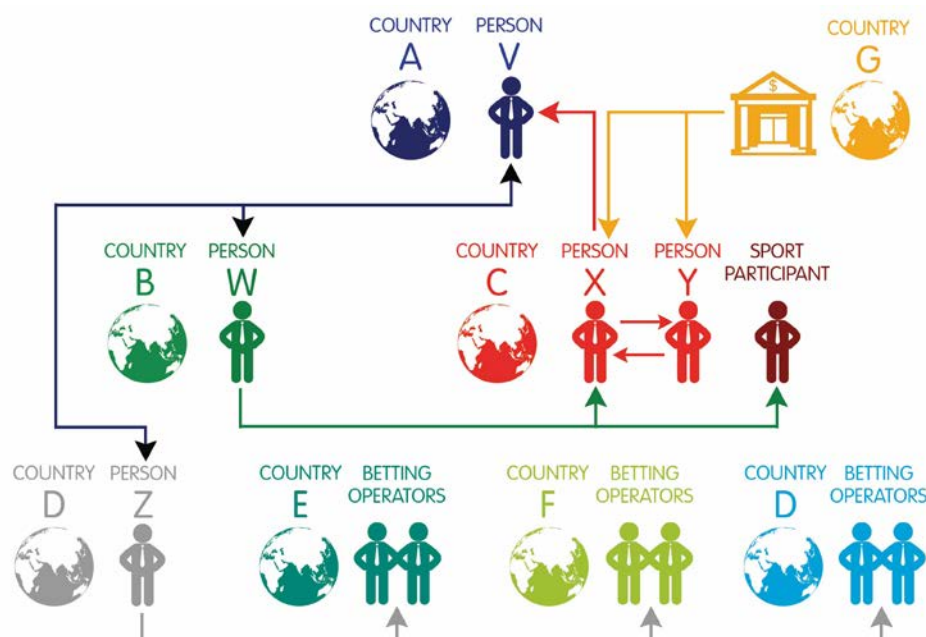 COUNTRY PERSON
A V
COUNTRY
G
$
COUNTRY PERSON
B W
COUNTRY PERSON PERSON SPORT
C X Y PARTICIPANT
COUNTRY PERSON
D Z
COUNTRY BETTING
E OPERATORS
COUNTRY BETTING
F OPERATORS
COUNTRY BETTING
D OPERATORS